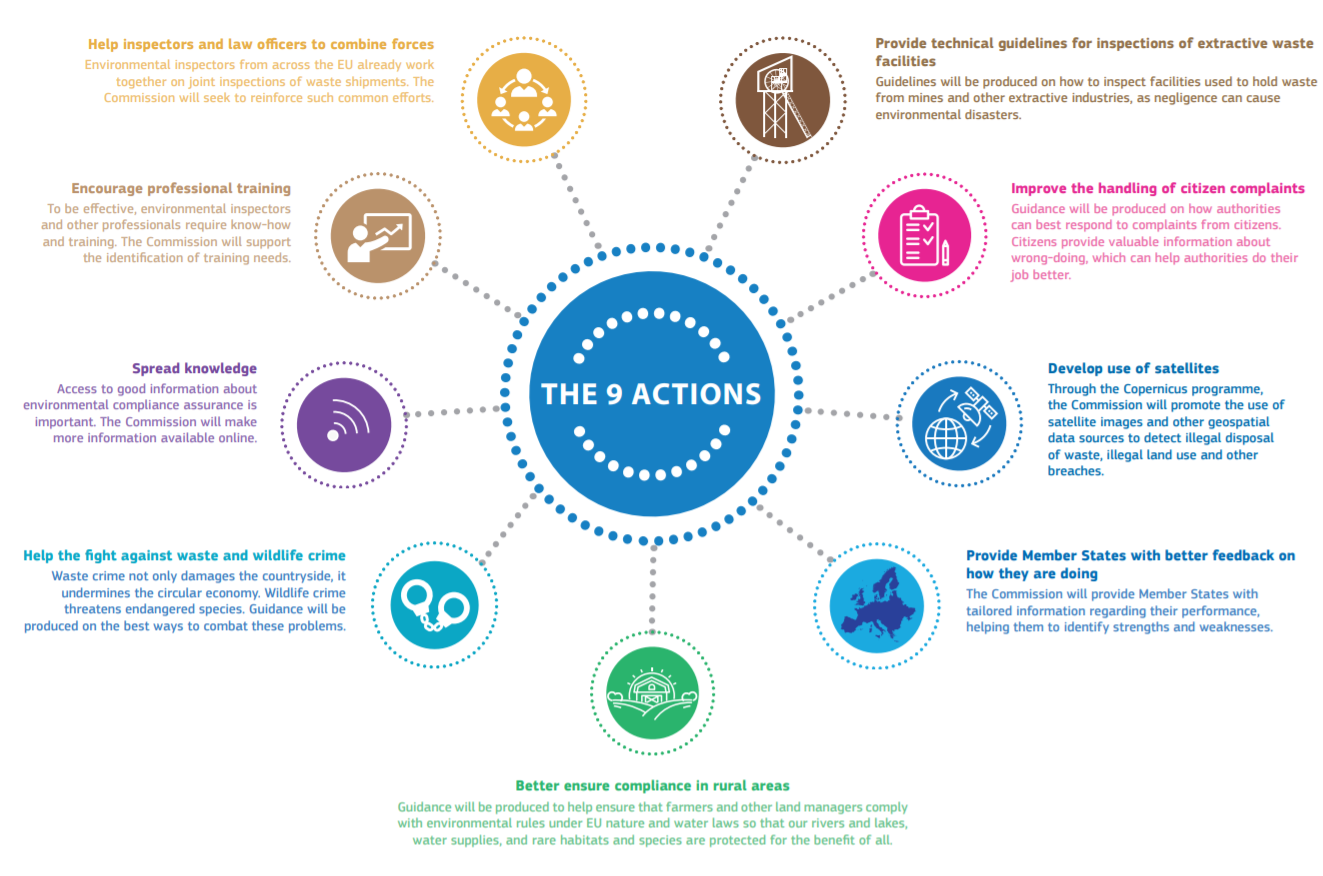 Help inspectors and law officers to combine forces
Environmental inspectors from across the EU already work
together on joint inspections of waste shipments. The
Commission will seek to reinforce such common efforts.
Provide technical guidelines for inspections of extractive waste
facilities
Guidelines will be produced on how to inspect facilities used to hold waste
from mines and other extractive industries, as negligence can cause
environmental disasters.
Encourage professional training
To be effective, environmental inspectors
and other professionals require know-how
and training. The Commission will support
the identification of training needs.
Improve the handling of citizen complaints
Guidance will be produced on how authorities
can best respond to complaints from citizens.
Citizens provide valuable information about
wrong-doing, which can help authorities do their
job better.
Spread knowledge
Access to good information about
environmental compliance assurance is
important. The Commission will make
more information available online.
THE 9 ACTIONS
Develop use of satellites
Through the Copernicus programme,
the Commission will promote the use of
satellite images and other geospatial
data sources to detect illegal disposal
of waste, illegal land use and other
breaches.
Help the fight against waste and wildlife crime
Waste crime not only damages the countryside, it
undermines the circular economy. Wildlife crime
threatens endangered species. Guidance will be
produced on the best ways to combat these problems.
Provide Member States with better feedback on
how they are doing
The Commission will provide Member States with
tailored information regarding their performance,
helping them to identify strengths and weaknesses.
Better ensure compliance in rural areas
Guidance will be produced to help ensure that farmers and other land managers comply
with environmental rules under EU nature and water laws so that our rivers and lakes,
water supplies, and rare habitats and species are protected for the benefit of all.